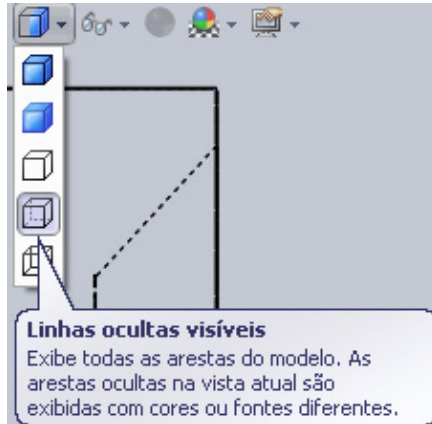 Linhas ocultas visíveis
Exibe todas as arestas do modelo. As
arestas ocultas na vista atual são
exibidas com cores ou fontes diferentes.